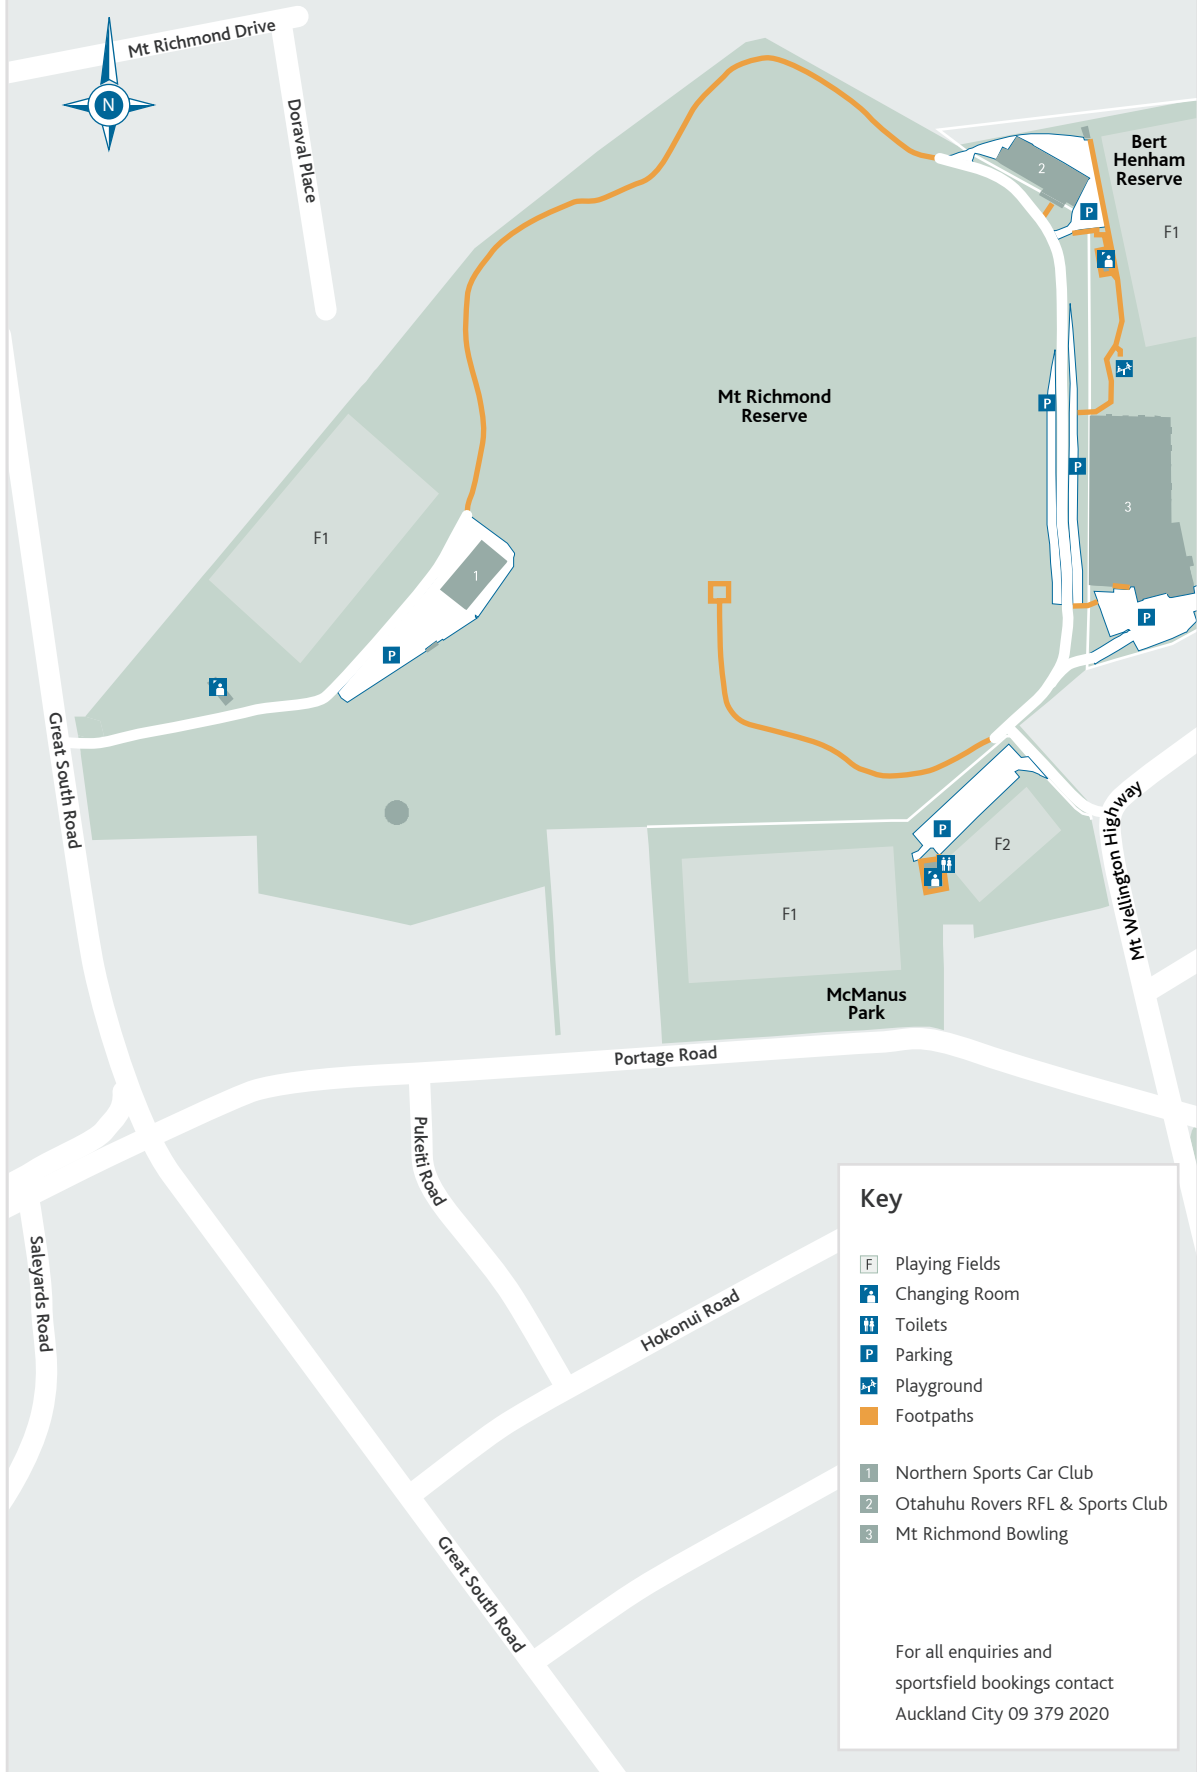 Mt Richmond Drive
N
Doraval Place
Bert
Henham
Reserve
2
P
F1
Mt Richmond
Reserve
P
P
3
F1
1
P
P
Great South Road
Mt Wellington Highway
P
F2
F1
McManus
Park
Portage Road
Pukeiti Road
Saleyards Road
Hokonui Road
Great South Road
Key
F Playing Fields
Changing Room
Toilets
P Parking
Playground
Footpaths
1 Northern Sports Car Club
2 Otahuhu Rovers RFL & Sports Club
3 Mt Richmond Bowling
For all enquiries and
sportsfield bookings contact
Auckland City 09 379 2020